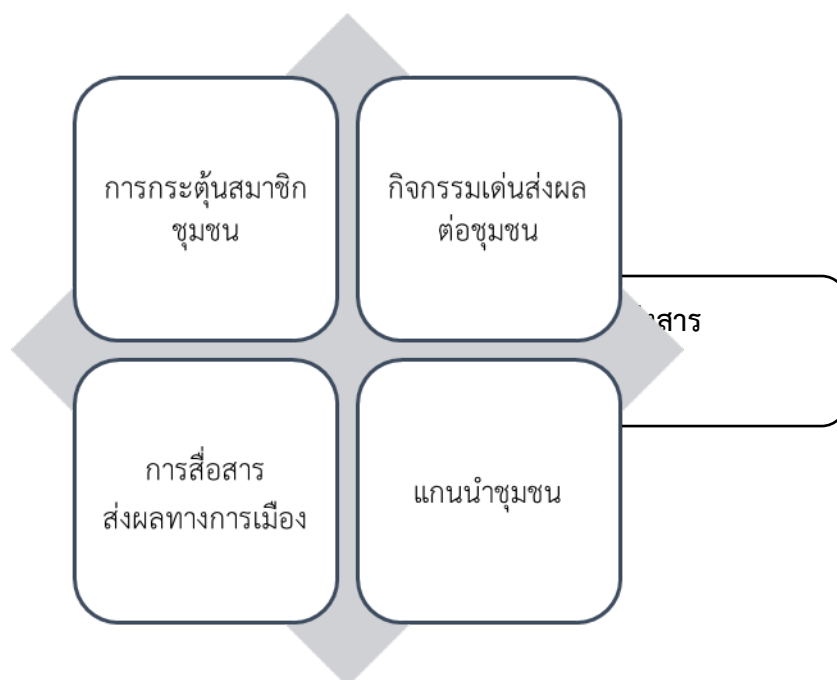 การกระตุ้นสมาชิก
ชุมชน
กิจกรรมเด่นส่งผล
ต่อชุมชน
การสื่อสาร
ส่งผลทางการเมือง
แกนนำชุมชน